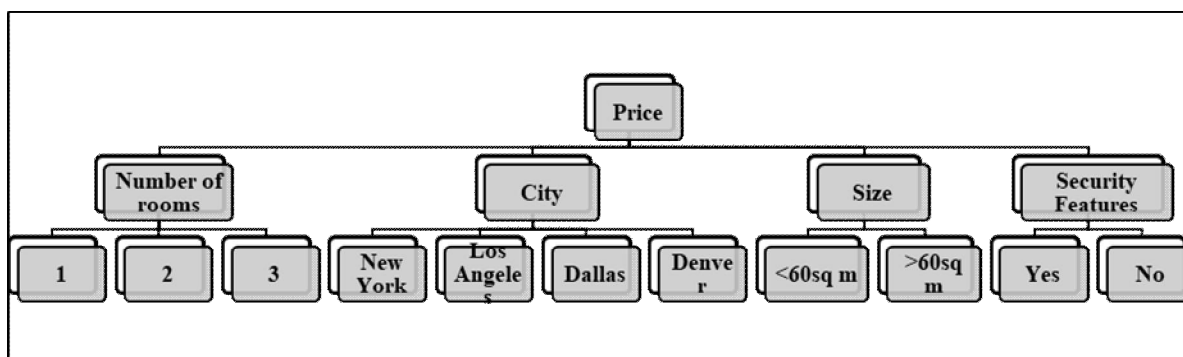 Price
Number of
rooms
City
Size
Security
Features
1
2
3
New
York
Los
Angele
s
Dallas
Denve
r
<60sq m
>60sq
m
Yes
No